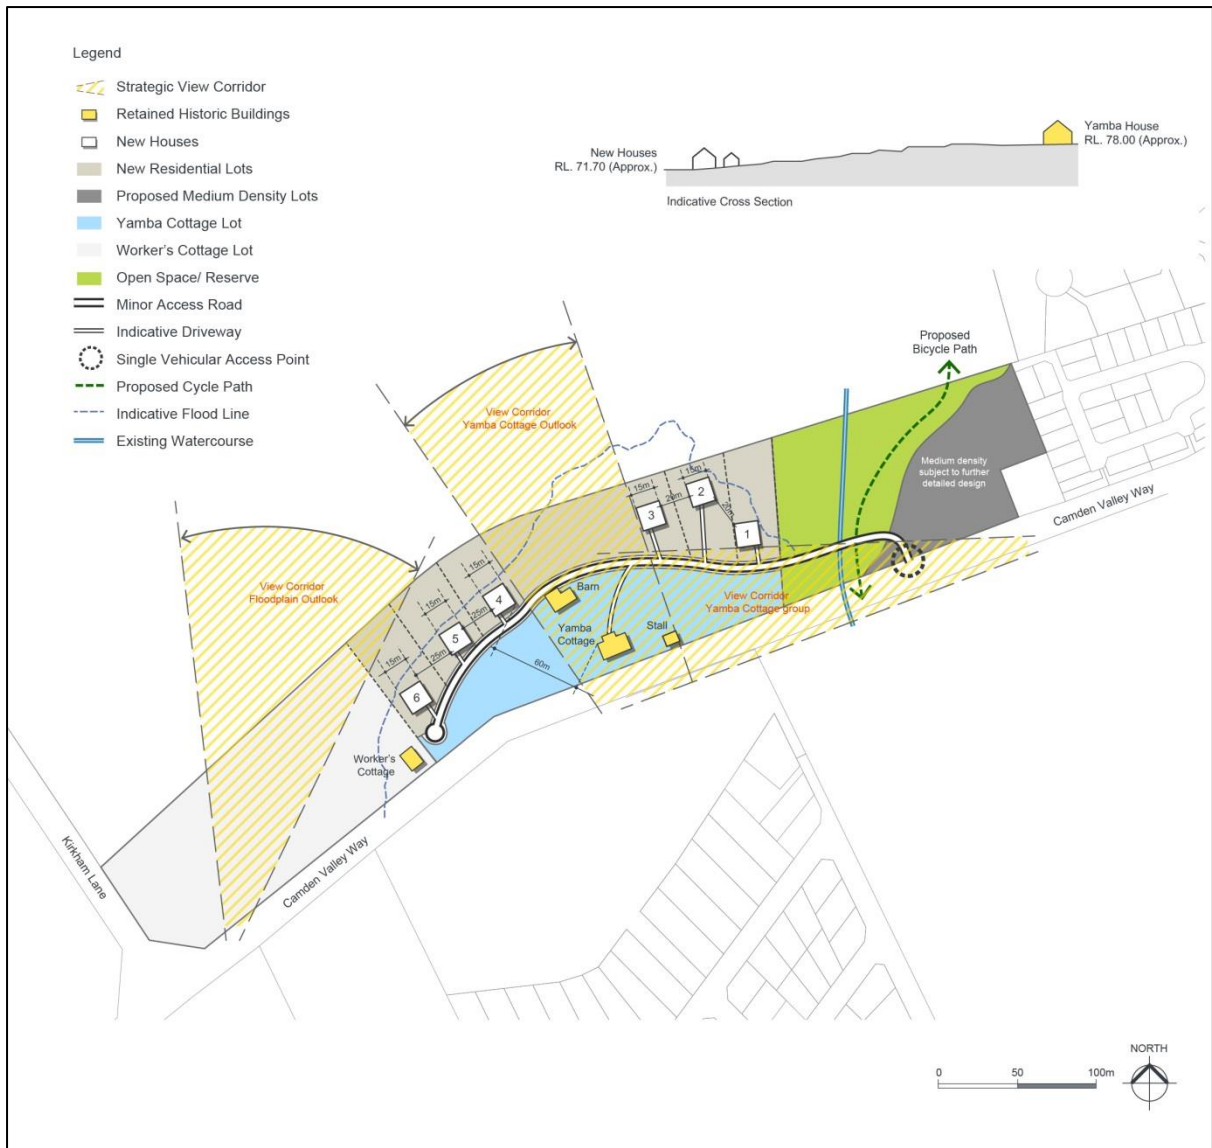 Legend
Strategic View Corridor
Retained Historic Buildings
New Houses
New Residential Lots
Proposed Medium Density Lots
Yamba Cottage Lot
Worker's Cottage Lot
Open Space/ Reserve
Minor Access Road
Indicative Driveway
Single Vehicular Access Point
Proposed Cycle Path
Indicative Flood Line
Existing Watercourse
Yamba House
RL. 78.00 (Approx.)
New Houses
RL. 71.70 (Approx.)
Indicative Cross Section
Proposed
Bicycle Path
View Corridor
Yamba Cottage Outlook
Medium density
subject to further
detailed design
Camden Valley Way
15m
15m
20m
20m
2
3
1
View Corridor
Floodplain Outlook
15m
15m
15m
25m
25m
4
5
6
Barn
Yamba
Cottage
Stall
View Corridor
Yamba Cottage group
60m
Worker's
Cottage
Kirkham Lane
Camden Valley Way
NORTH
0
50
100m